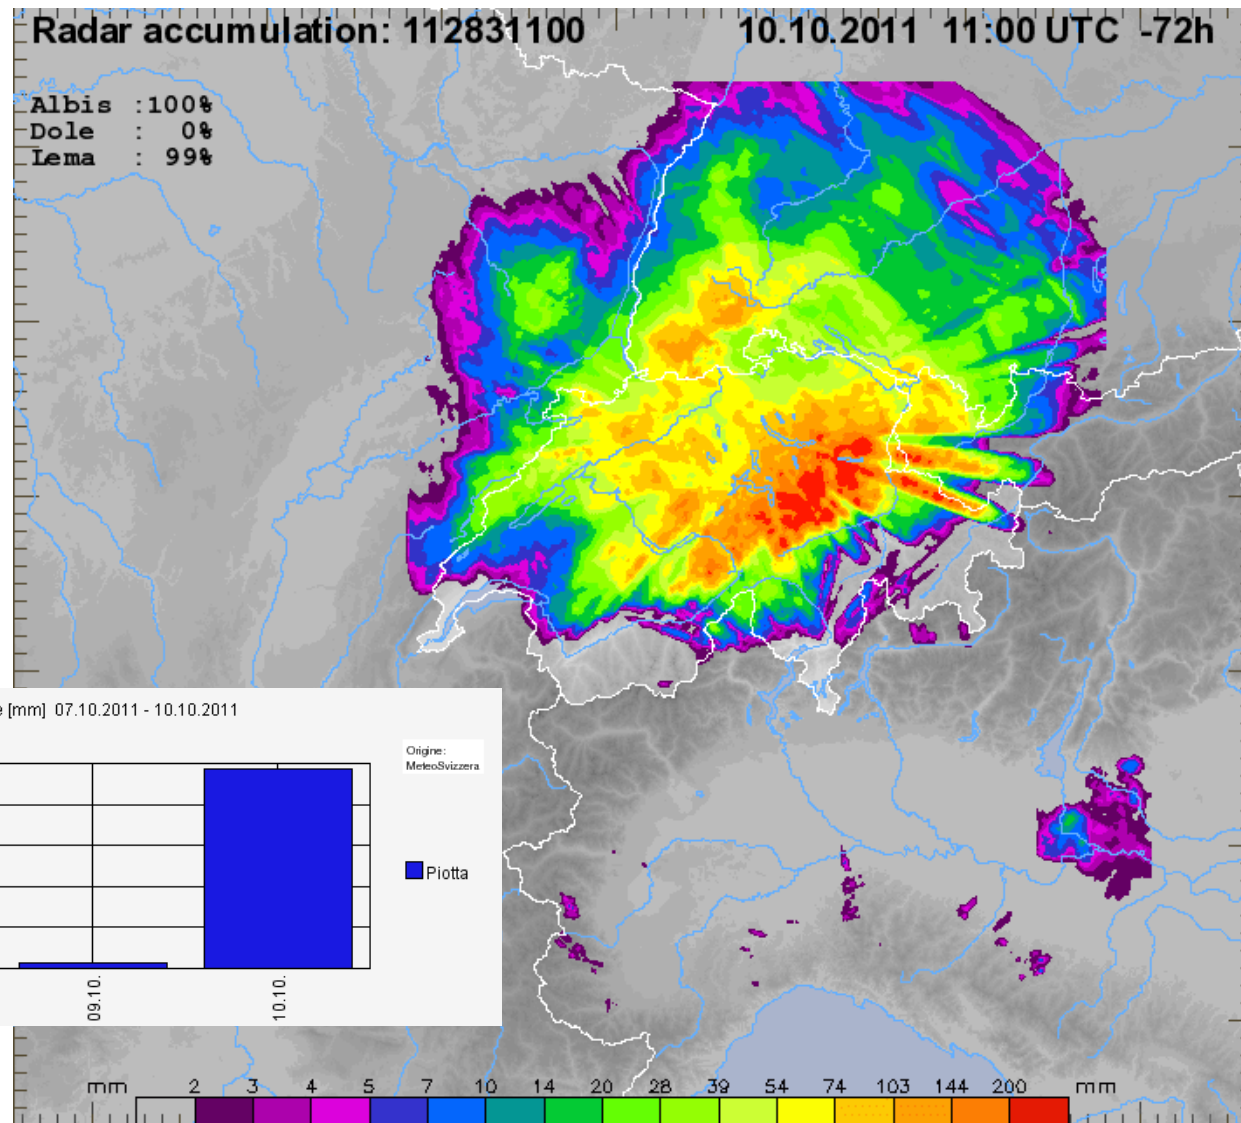 Radar accumulation: 112831100 10.10.2011 11:00 UTC -72h
Albis :100%
Dole : 0%
Lema : 99%
e [mm] 07.10.2011 - 10.10.2011
Origine:
MeteoSvizzera
Piotta
09.10.
10.10.
mm 2 3 4 5 7 10 14 20 28 39 54 74 103 144 200 mm